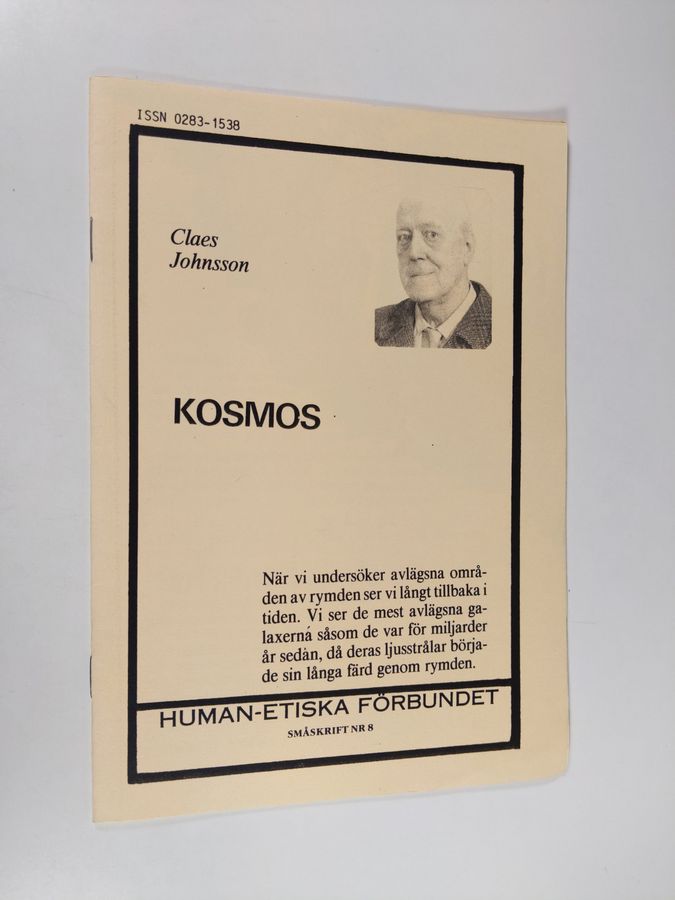 ISSN 0283-1538
Claes
Johnsson
KOSMOS
När vi undersöker avlägsna områ-
den av rymden ser vi långt tillbaka i
tiden. Vi ser de mest avlägsna ga-
laxerna såsom de var för miljarder
år sedan, då deras ljusstrålar börja-
de sin långa färd genom rymden.
HUMAN-ETISKA FÖRBUNDET
SMÅSKRIFT NR 8